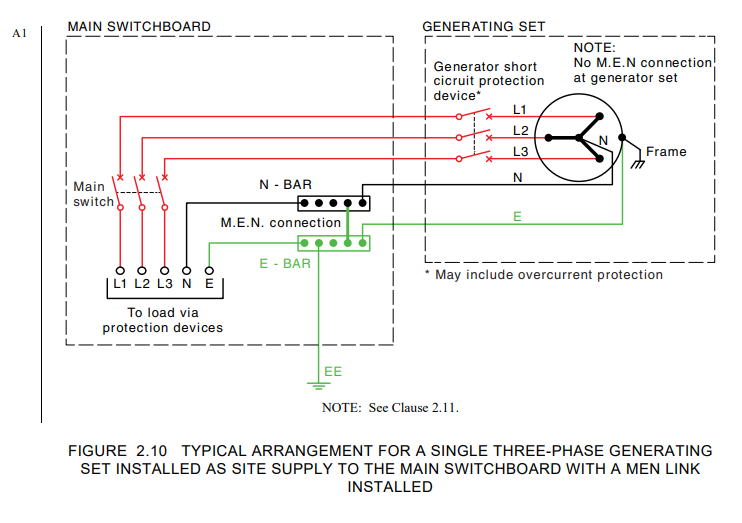 A1
MAIN SWITCHBOARD
GENERATING SET
NOTE:
No M.E.N connection
at generator set
Generator short
cicruit protection
device*
L1
L2
L3
N
N
Frame
Main
switch
N - BAR
M.E.N. connection
E
E - BAR
* May include overcurrent protection
L1 L2 L3 N E
To load via
protection devices
EE
NOTE: See Clause 2.11.
FIGURE 2.10 TYPICAL ARRANGEMENT FOR A SINGLE THREE-PHASE GENERATING
SET INSTALLED AS SITE SUPPLY TO THE MAIN SWITCHBOARD WITH A MEN LINK
INSTALLED